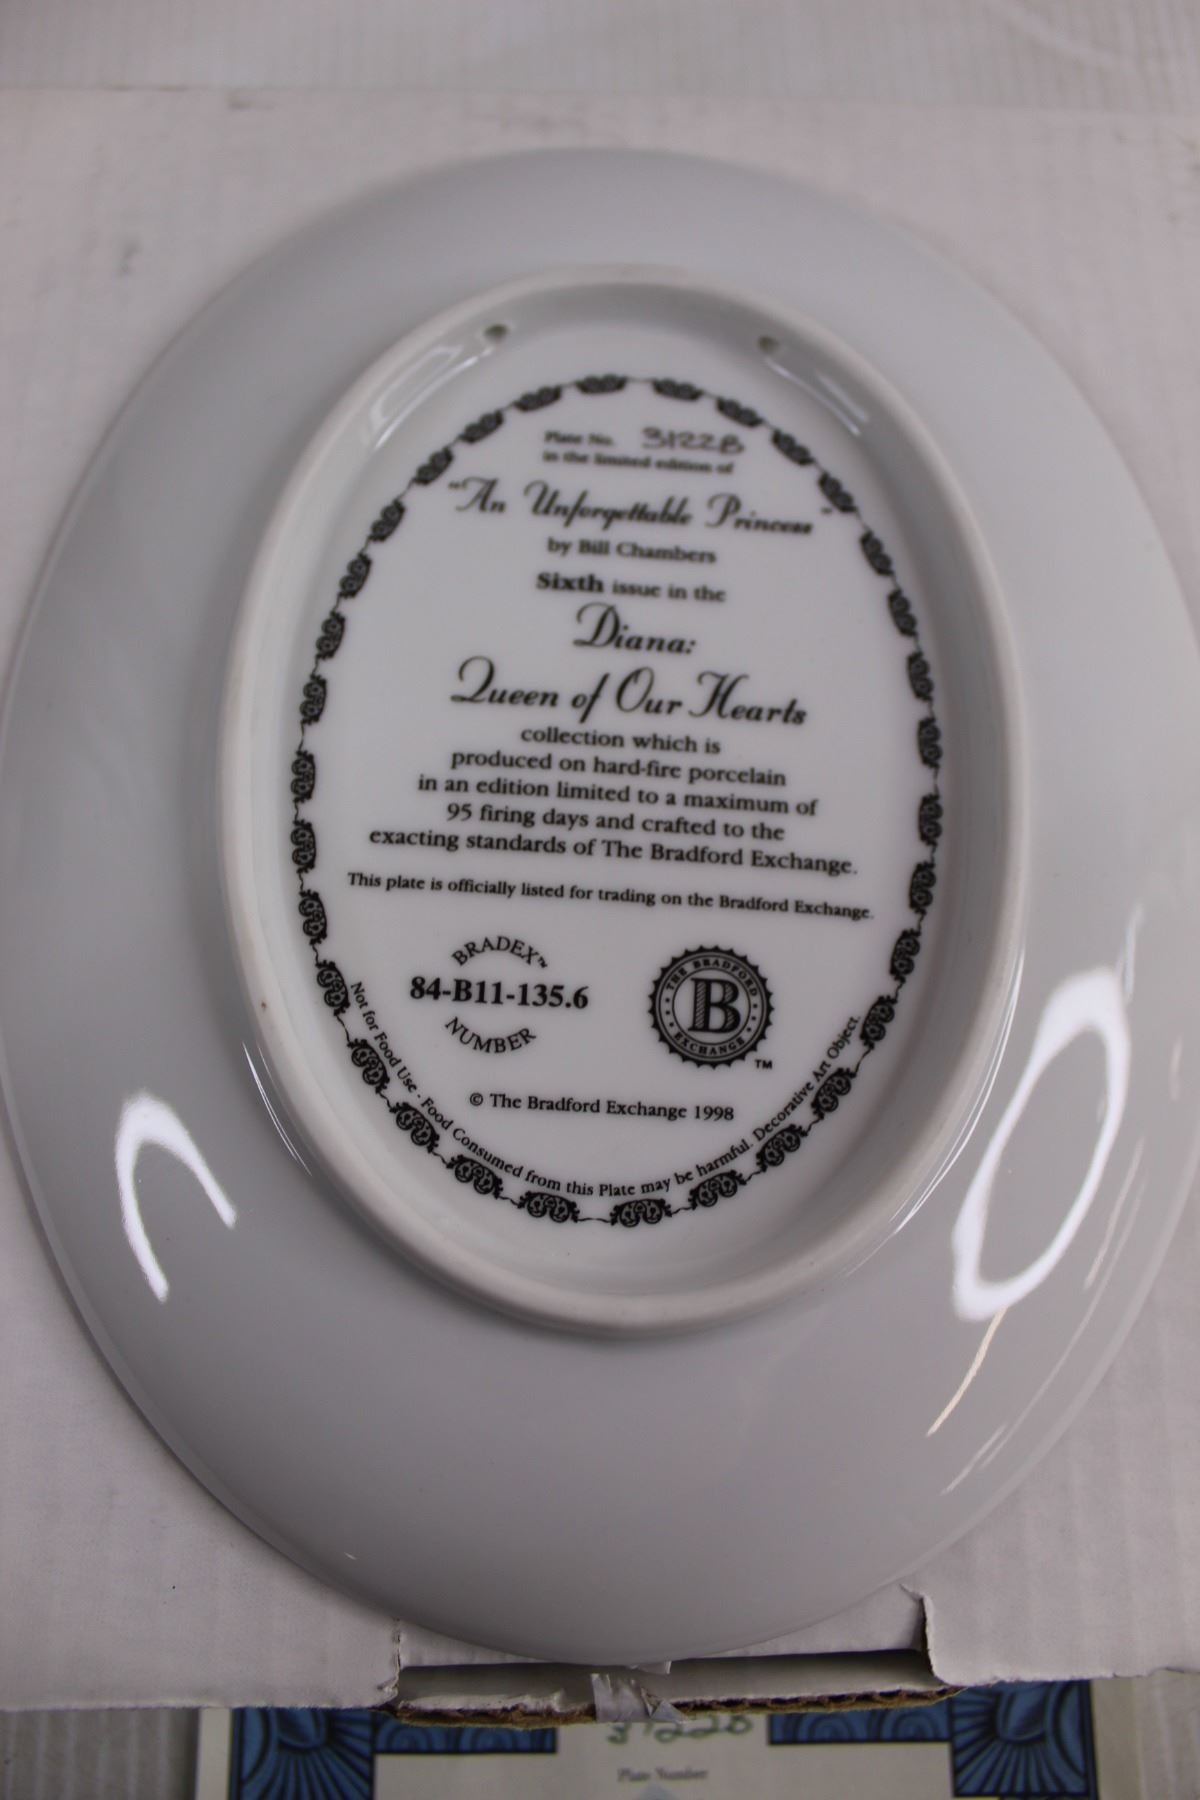 Plate No. 3122B
in the limited edition of
"An Unforgettable Princess"
by Bill Chambers
Sixth issue in the
Diana:
Queen of Our Hearts
collection which is
produced on hard-fire porcelain
in an edition limited to a maximum of
95 firing days and crafted to the
exacting standards of The Bradford Exchange.
This plate is officially listed for trading on the Bradford Exchange.
BRADEX™
84-B11-135.6
NUMBER
THE BRADFORD
B
EXCHANGE
™
© The Bradford Exchange 1998
Not for Food Use - Food Consumed from this Plate may be harmful. Decorative Art Object.
3122B
Plate Number